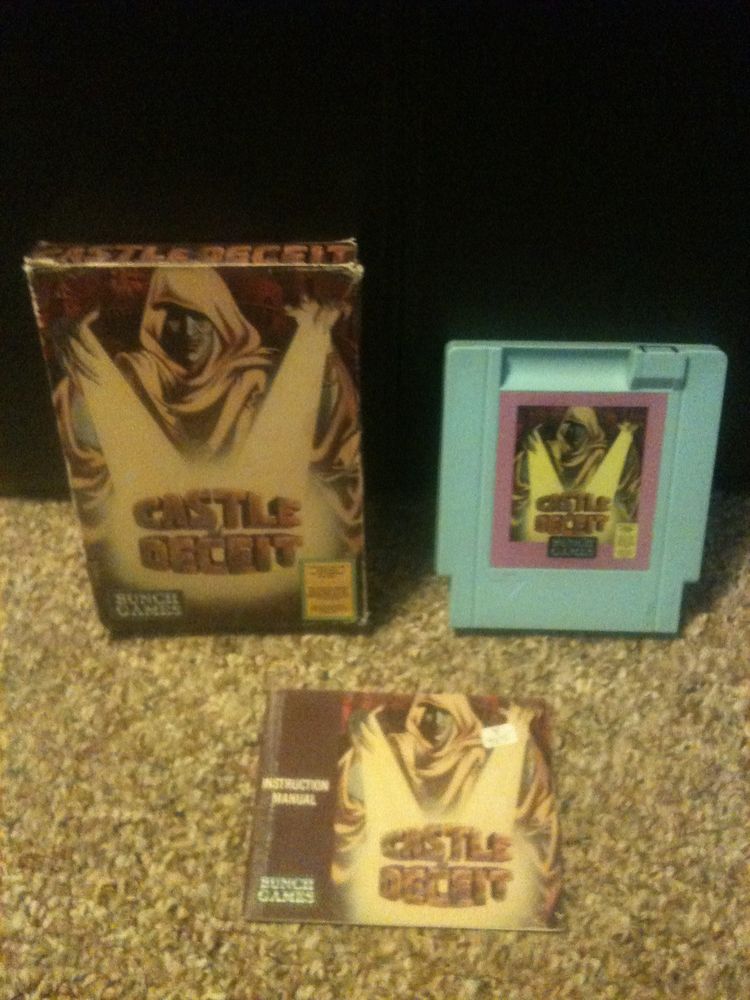 CASTLE DECEIT
CASTLE
DECEIT
BUNCH
GAMES
CASTLE
DECEIT
BUNCH
GAMES
INSTRUCTION
MANUAL
CASTLE
DECEIT
BUNCH
GAMES